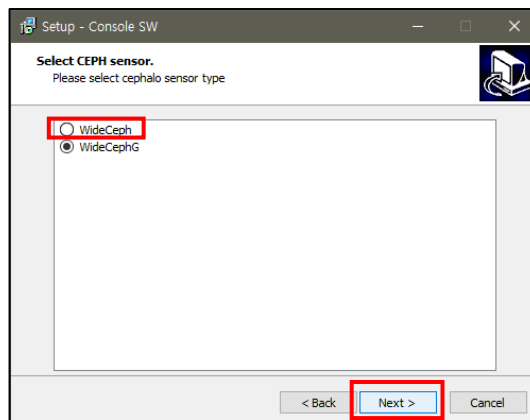 Setup - Console SW
Select CEPH sensor.
Please select cephalo sensor type
WideCeph
WideCephG
< Back
Next >
Cancel